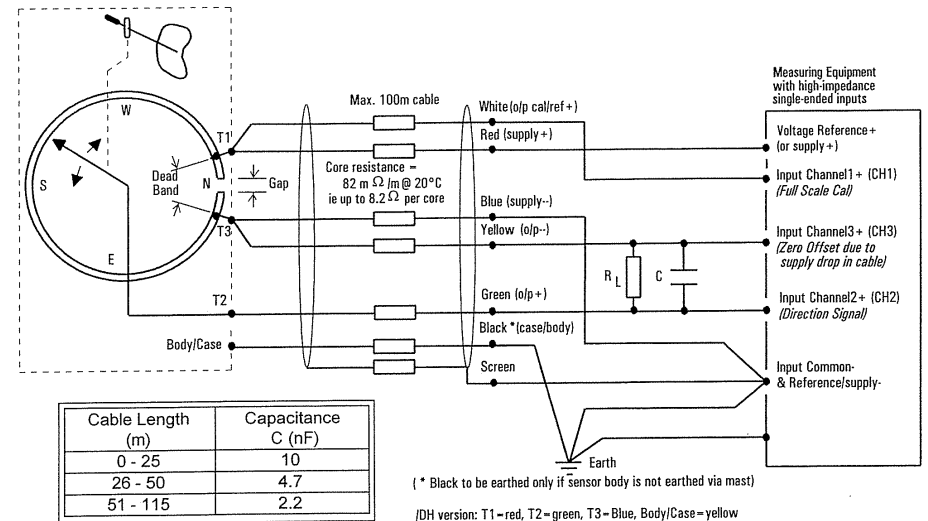 W
S
N
E
T1
T3
T2
Dead
Band
Gap
Body/Case
Max. 100m cable
Core resistance =
82 m Ω /m@ 20°C
ie up to 8.2 Ω per core
White(o/p cal/ref+)
Red (supply+)
Blue (supply--)
Yellow (o/p--)
Green (o/p+)
Black *(case/body)
Screen
R L
C
Earth
Measuring Equipment
with high-impedance
single-ended inputs
Voltage Reference+
(or supply+)
Input Channel1+ (CH1)
(Full Scale Cal)
Input Channel3+ (CH3)
(Zero Offset due to
supply drop in cable)
Input Channel2+ (CH2)
(Direction Signal)
Input Common-
& Reference/supply-
Cable Length (m) Capacitance C (nF)
0 - 25 10
26 - 50 4.7
51 - 115 2.2
( * Black to be earthed only if sensor body is not earthed via mast)
/DH version: T1=red, T2=green, T3=Blue, Body/Case=yellow